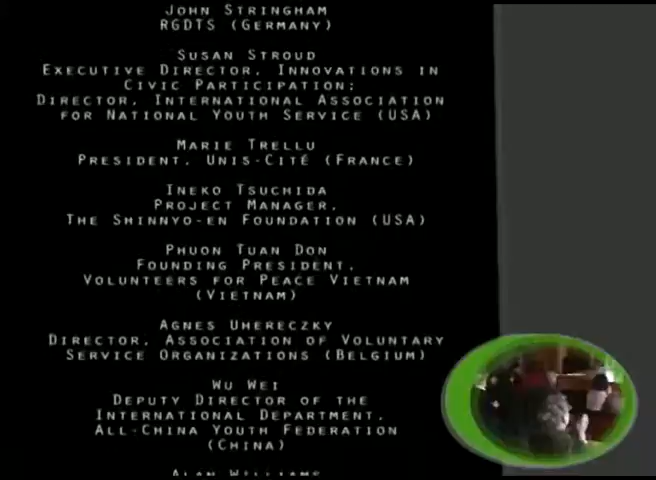 JOHN STRINGHAM
RGDTS (GERMANY)
SUSAN STROUD
EXECUTIVE DIRECTOR, INNOVATIONS IN
CIVIC PARTICIPATION;
DIRECTOR, INTERNATIONAL ASSOCIATION
FOR NATIONAL YOUTH SERVICE (USA)
MARIE TRELLU
PRESIDENT, UNIS-CITÉ (FRANCE)
INEKO TSUCHIDA
PROJECT MANAGER,
THE SHINNYO-EN FOUNDATION (USA)
PHUON TUAN DON
FOUNDING PRESIDENT,
VOLUNTEERS FOR PEACE VIETNAM
(VIETNAM)
AGNES UHERECZKY
DIRECTOR, ASSOCIATION OF VOLUNTARY
SERVICE ORGANIZATIONS (BELGIUM)
WU WEI
DEPUTY DIRECTOR OF THE
INTERNATIONAL DEPARTMENT,
ALL-CHINA YOUTH FEDERATION
(CHINA)
ALAN WILLIAMS